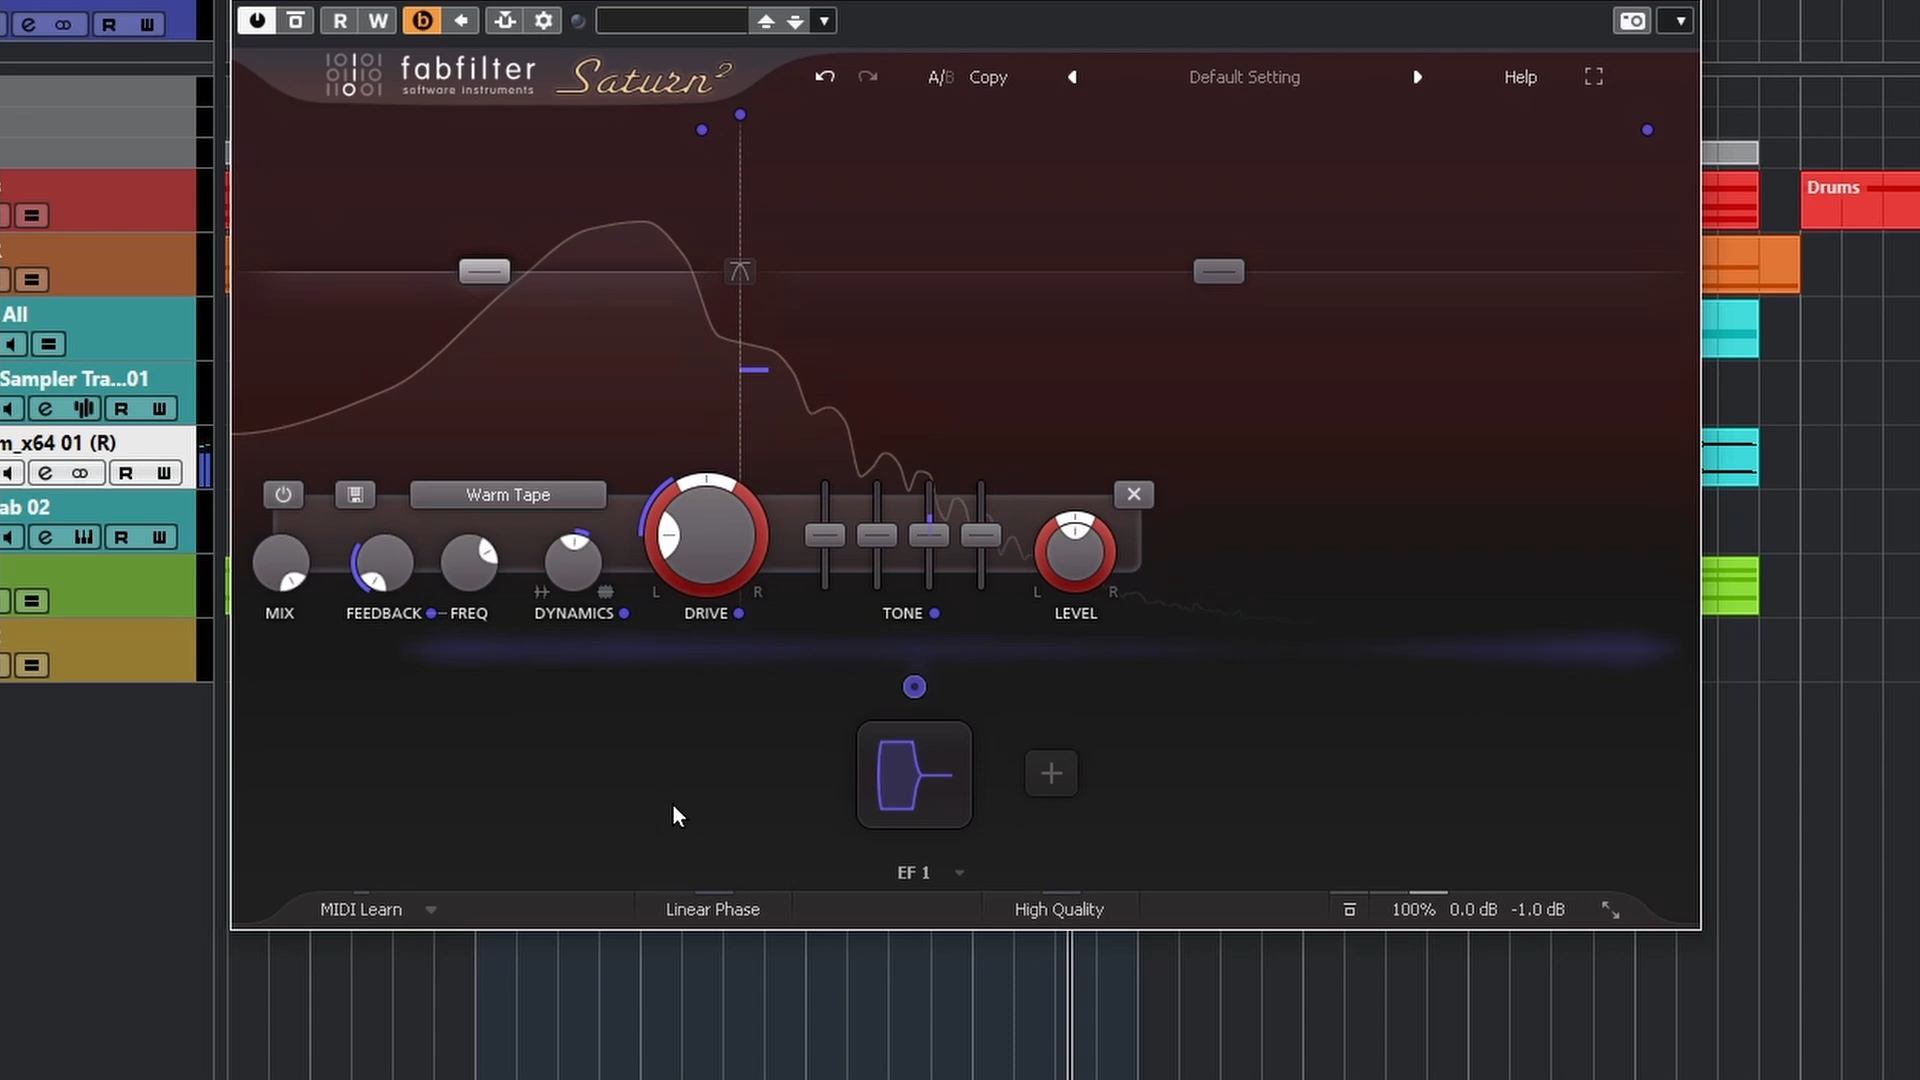 R W
R
fabfilter
software instruments
Saturn 2
A/B Copy
Default Setting
Help
Drums
All
Sampler Tra...01
R
m_x64 01 (R)
R
ab 02
R
Warm Tape
L R
L R
MIX
FEEDBACK
FREQ
DYNAMICS
DRIVE
TONE
LEVEL
EF 1
MIDI Learn
Linear Phase
High Quality
100% 0.0 dB -1.0 dB